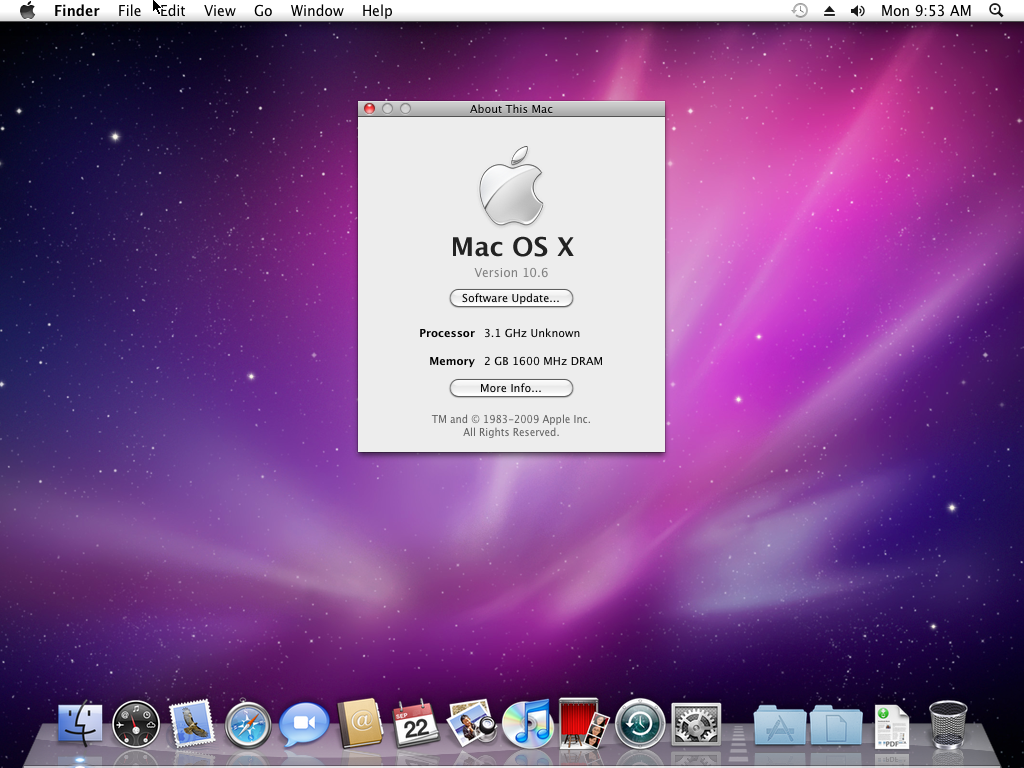 Finder File Edit View Go Window Help Mon 9:53 AM
About This Mac
Mac OS X
Version 10.6
Software Update...
Processor 3.1 GHz Unknown
Memory 2 GB 1600 MHz DRAM
More Info...
TM and © 1983-2009 Apple Inc.
All Rights Reserved.
SEP
22
@
PDF